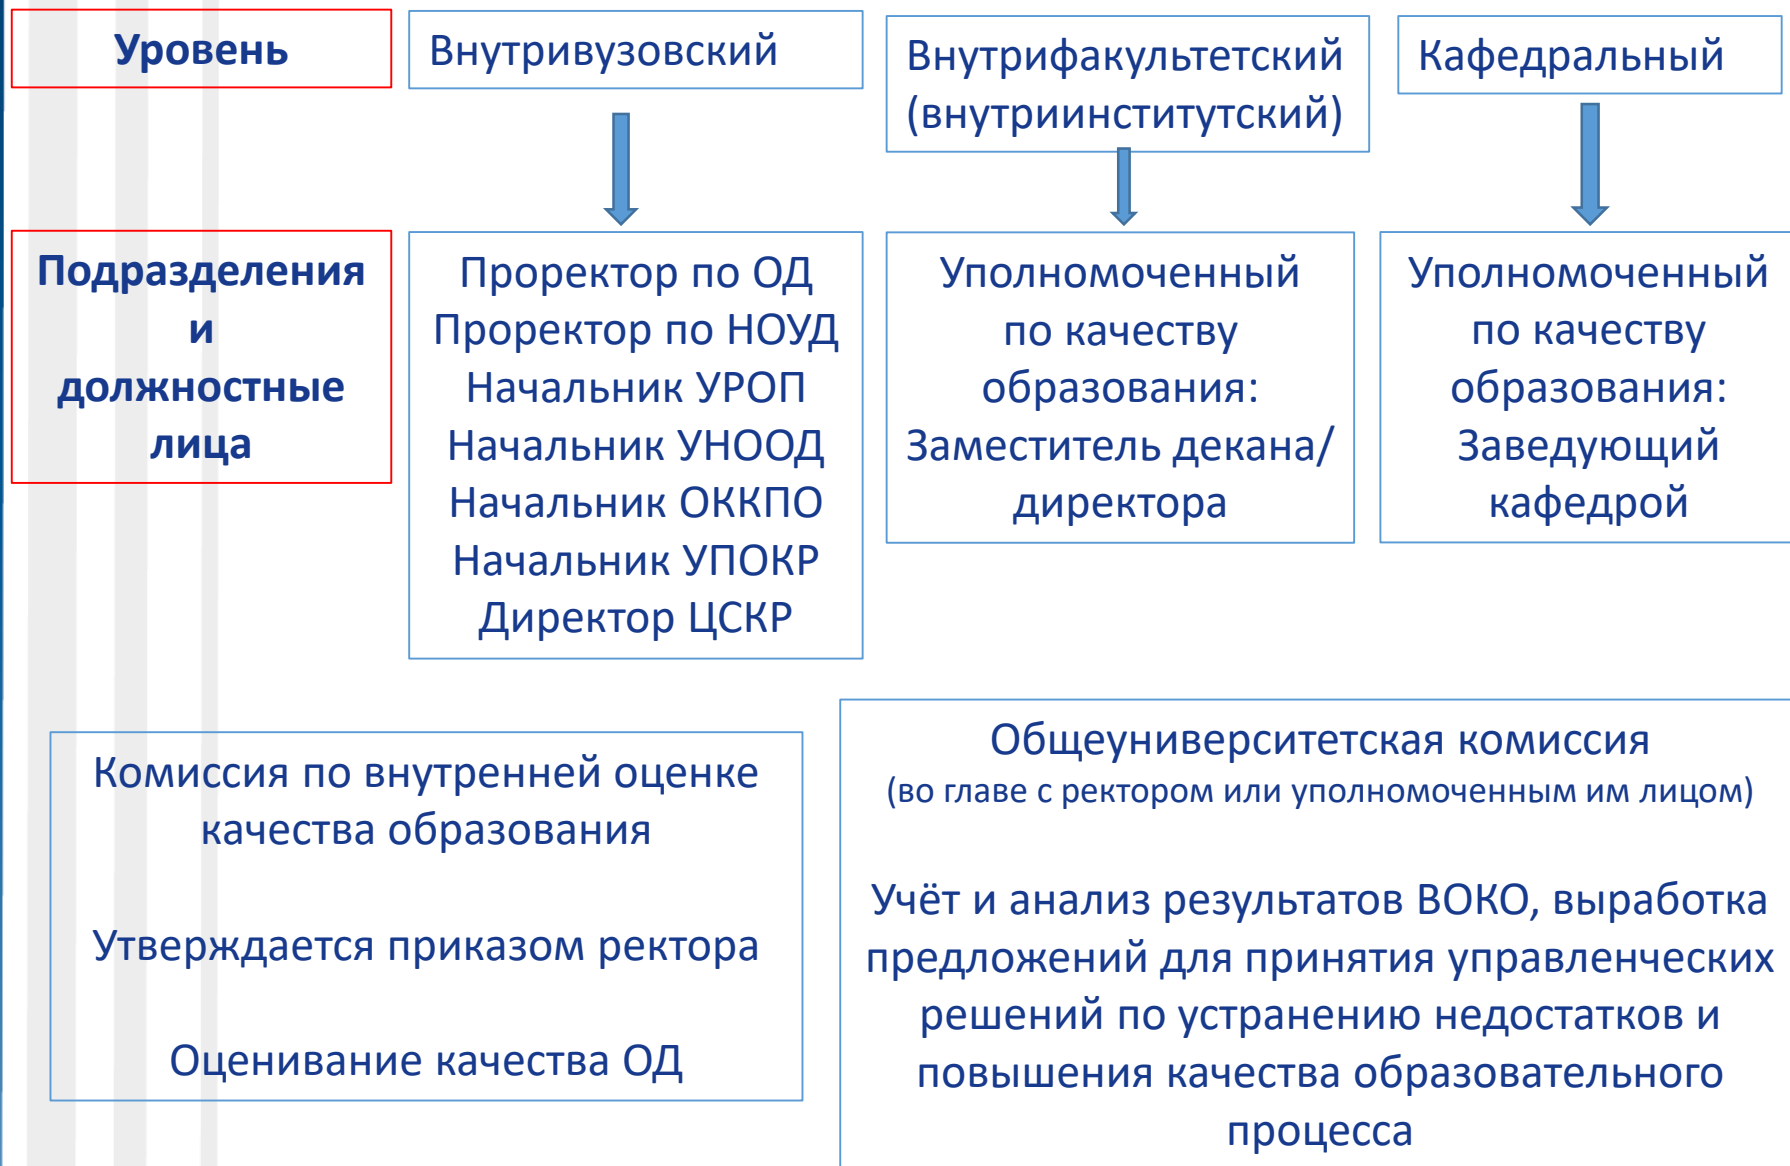 Уровень
Внутривузовский
Внутрифакультетский
(внутриинститутский)
Кафедральный
Подразделения
и
должностные
лица
Проректор по ОД
Проректор по НОУД
Начальник УРОП
Начальник УНООД
Начальник ОККПО
Начальник УПОКР
Директор ЦСКР
Уполномоченный
по качеству
образования:
Заместитель декана/
директора
Уполномоченный
по качеству
образования:
Заведующий
кафедрой
Комиссия по внутренней оценке
качества образования
Утверждается приказом ректора
Оценивание качества ОД
Общеуниверситетская комиссия
(во главе с ректором или уполномоченным им лицом)
Учёт и анализ результатов ВОКО, выработка
предложений для принятия управленческих
решений по устранению недостатков и
повышения качества образовательного
процесса